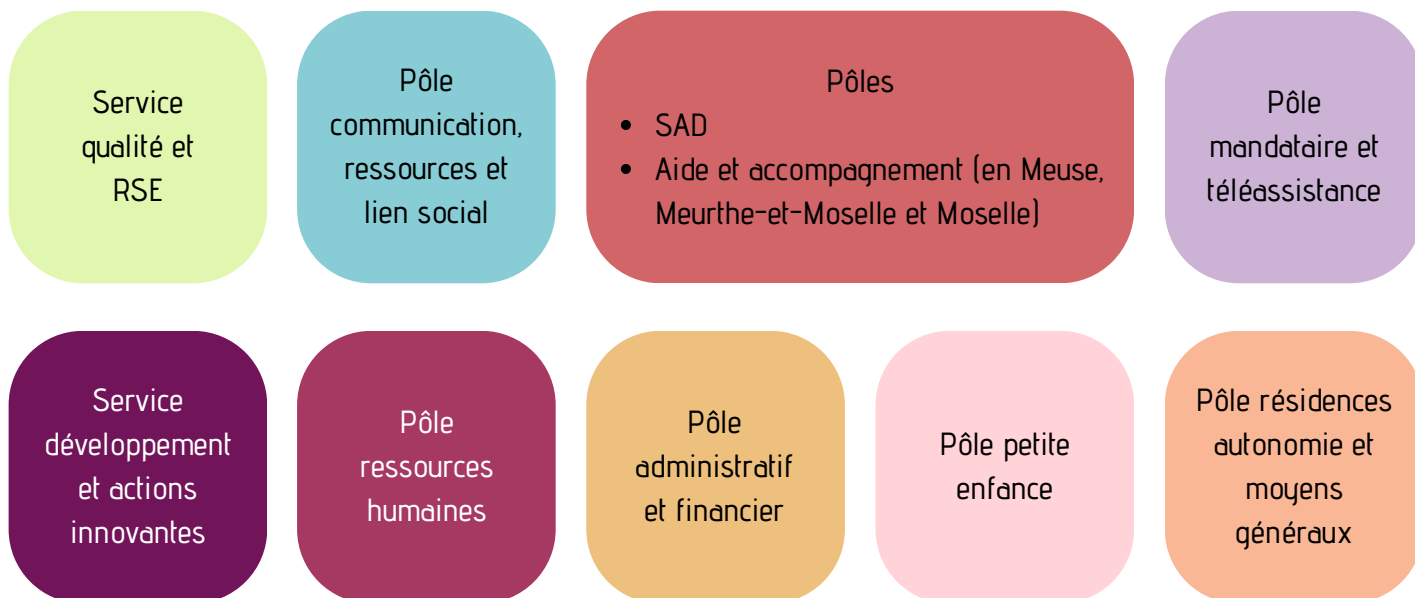 Service
qualité et
RSE
Pôle
communication,
ressources et
lien social
Pôles
• SAD
• Aide et accompagnement (en Meuse,
Meurthe-et-Moselle et Moselle)
Pôle
mandataire et
téléassistance
Service
développement
et actions
innovantes
Pôle
ressources
humaines
Pôle
administratif
et financier
Pôle petite
enfance
Pôle résidences
autonomie et
moyens
généraux